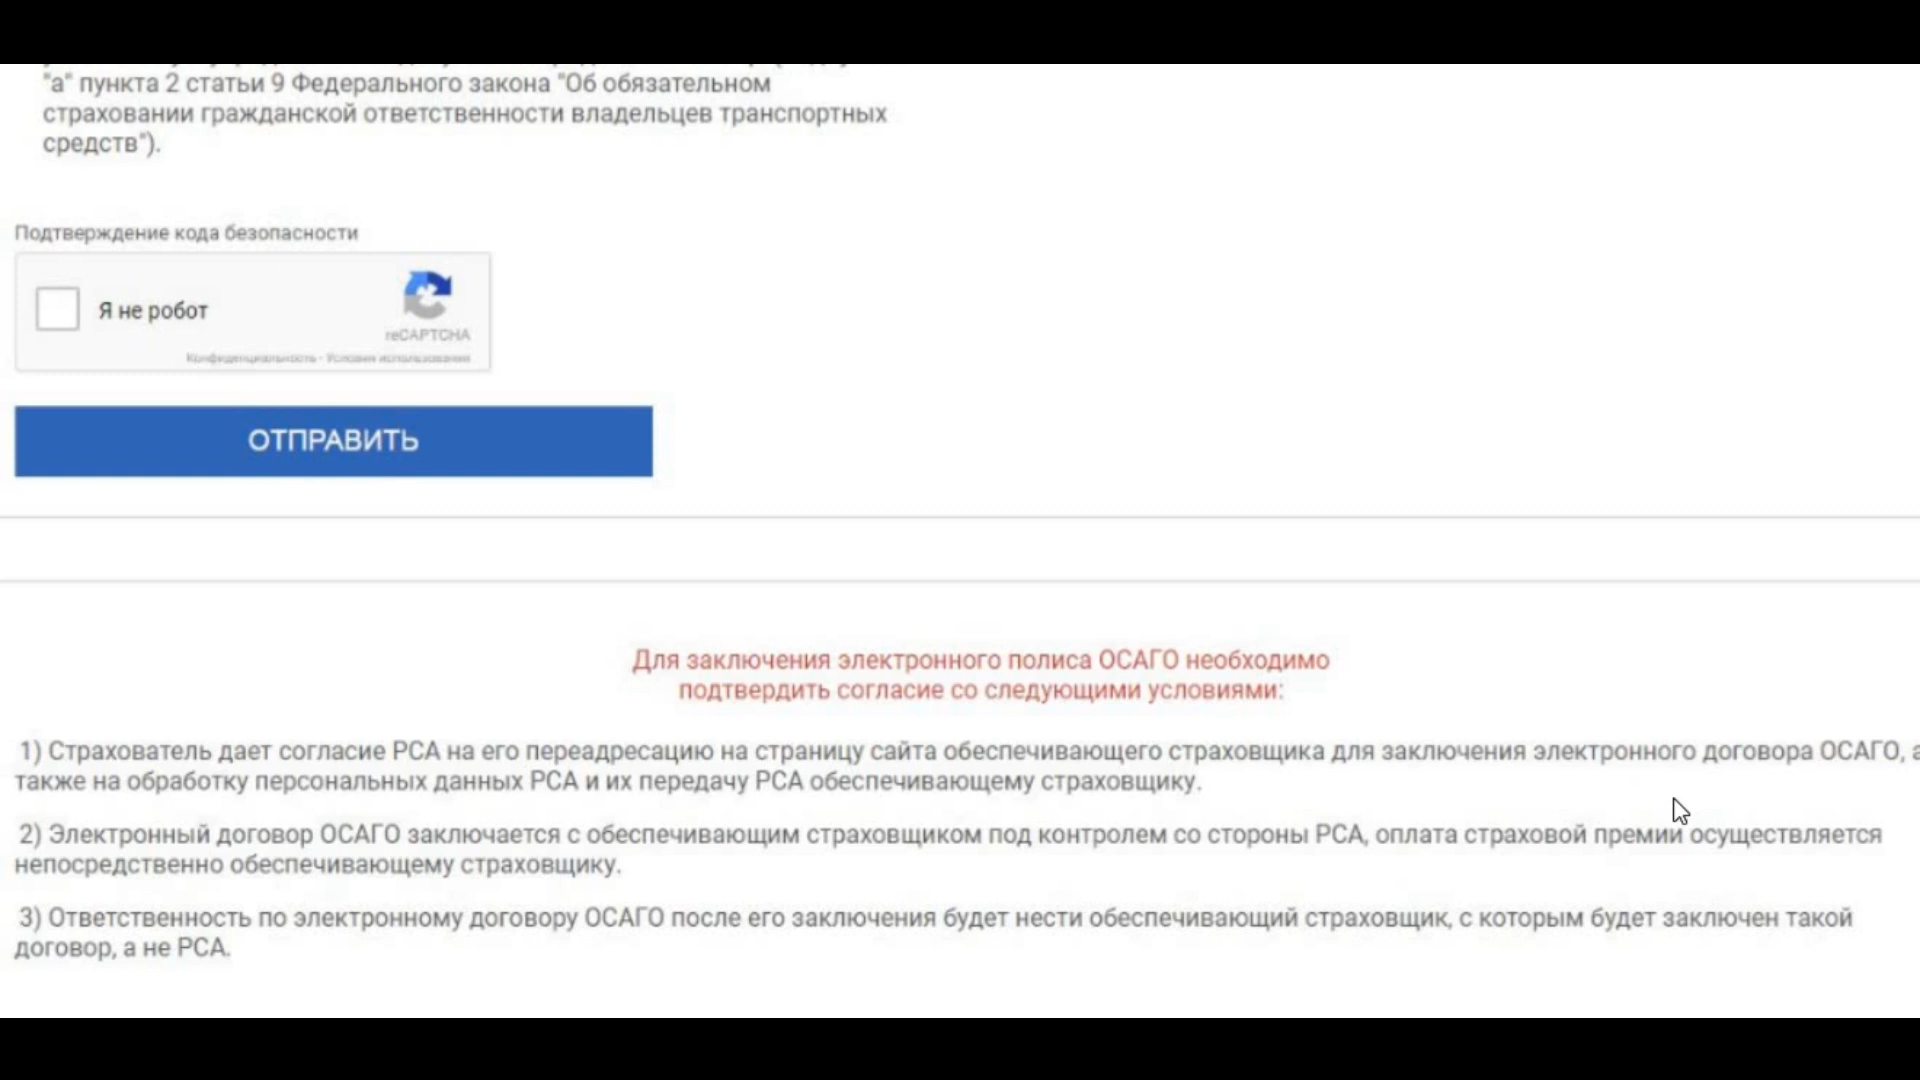 "а" пункта 2 статьи 9 Федерального закона "Об обязательном
страховании гражданской ответственности владельцев транспортных
средств").
Подтверждение кода безопасности
Я не робот
reCAPTCHA
Конфиденциальность - Условия использования
ОТПРАВИТЬ
Для заключения электронного полиса ОСАГО необходимо
подтвердить согласие со следующими условиями:
1) Страхователь дает согласие РСА на его переадресацию на страницу сайта обеспечивающего страховщика для заключения электронного договора ОСАГО, а
также на обработку персональных данных РСА и их передачу РСА обеспечивающему страховщику.
2) Электронный договор ОСАГО заключается с обеспечивающим страховщиком под контролем со стороны РСА, оплата страховой премии осуществляется
непосредственно обеспечивающему страховщику.
3) Ответственность по электронному договору ОСАГО после его заключения будет нести обеспечивающий страховщик, с которым будет заключен такой
договор, а не РСА.